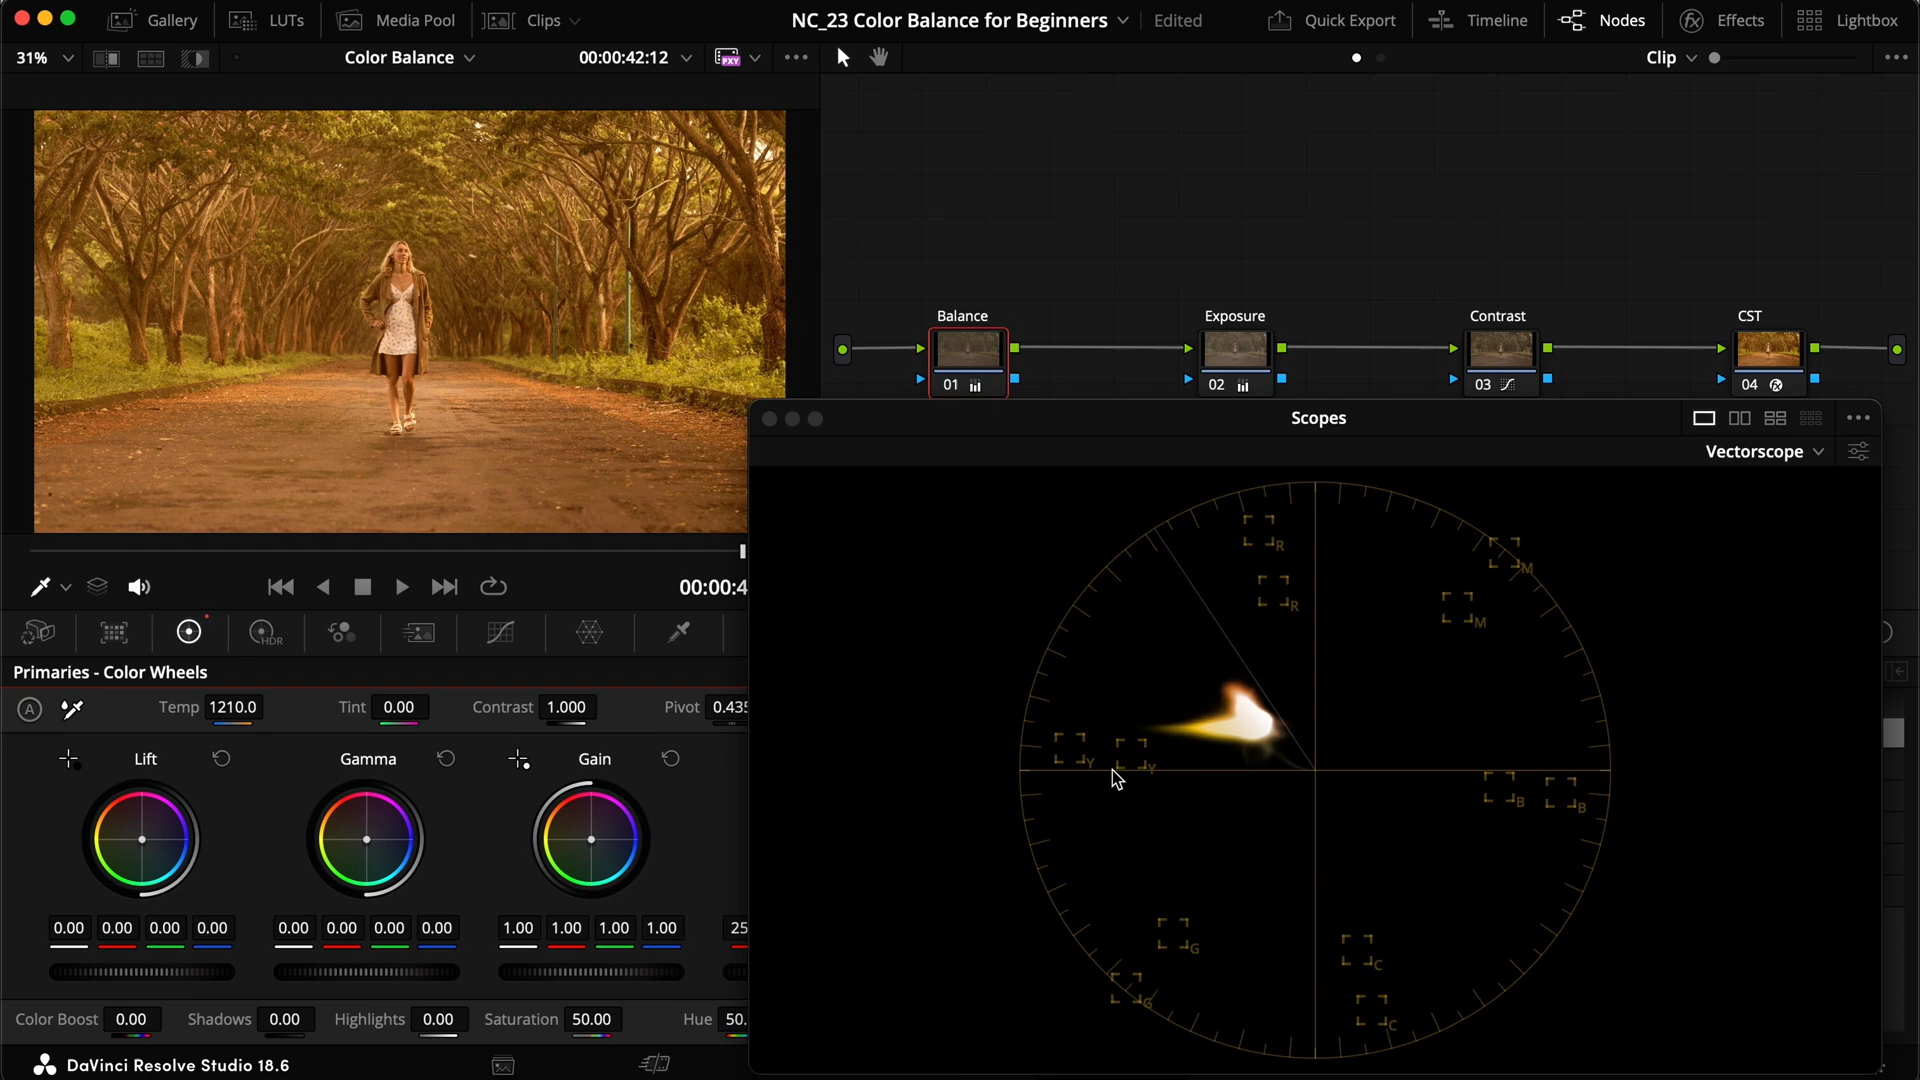 Gallery LUTs Media Pool Clips NC_23 Color Balance for Beginners Edited Quick Export Timeline Nodes Effects Lightbox
31% Color Balance 00:00:42:12 PXY Clip
Balance Exposure Contrast CST
01 02 03 04
Scopes
Vectorscope
R
M
R
M
Y
Y
B
B
G
C
G
C
00:00:4
HDR
Primaries - Color Wheels
A Temp 1210.0 Tint 0.00 Contrast 1.000 Pivot 0.435
Lift Gamma Gain
0.00 0.00 0.00 0.00 0.00 0.00 0.00 0.00 1.00 1.00 1.00 1.00 25
Color Boost 0.00 Shadows 0.00 Highlights 0.00 Saturation 50.00 Hue 50.
DaVinci Resolve Studio 18.6